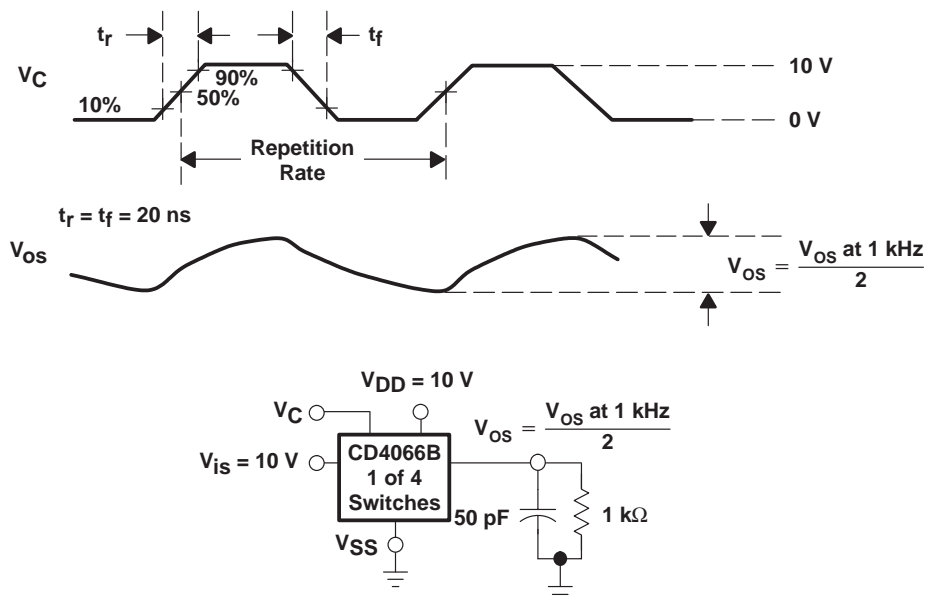 tr
tf
VC
10%
90%
50%
10 V
0 V
Repetition
Rate
tr = tf = 20 ns
Vos
VOS = VOS at 1 kHz
2
VDD = 10 V
VC
VOS = VOS at 1 kHz
2
Vis = 10 V
CD4066B
1 of 4
Switches
50 pF
1 kΩ
VSS